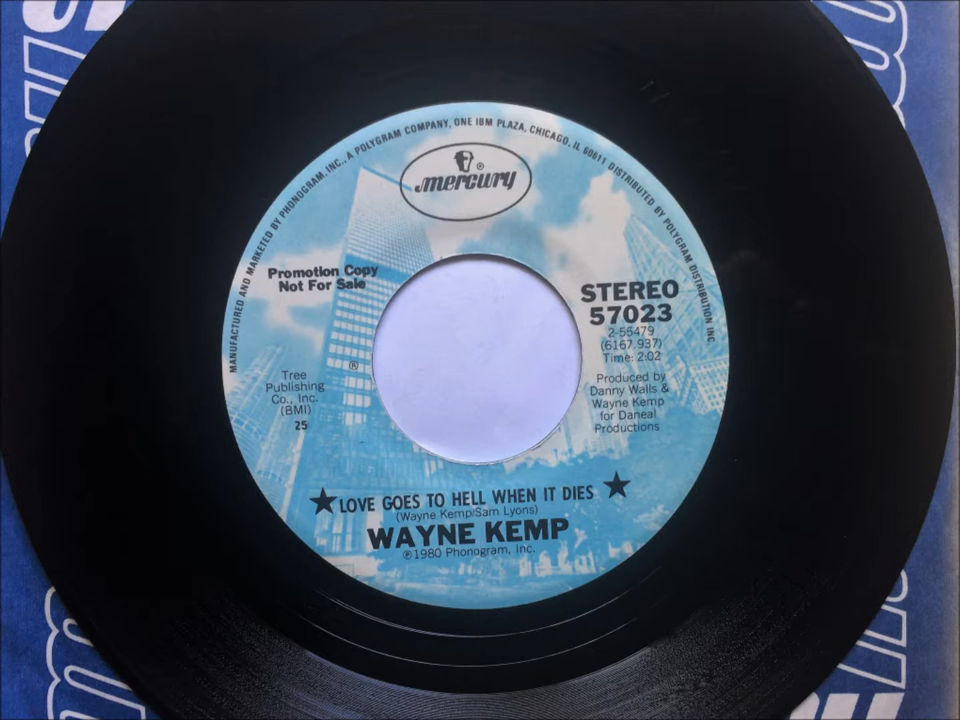 MANUFACTURED AND MARKETED BY PHONOGRAM, INC., A POLYGRAM COMPANY, ONE IBM PLAZA, CHICAGO, IL 60611 DISTRIBUTED BY POLYGRAM DISTRIBUTION INC
®
mercury
Promotion Copy
Not For Sale
STEREO
57023
2-55479
(6167.937)
Time: 2:02
®
Tree
Publishing
Co., Inc.
(BMI)
25
Produced by
Danny Walls &
Wayne Kemp
for Daneal
Productions
★ LOVE GOES TO HELL WHEN IT DIES ★
(Wayne Kemp/Sam Lyons)
WAYNE KEMP
℗1980 Phonogram, Inc.